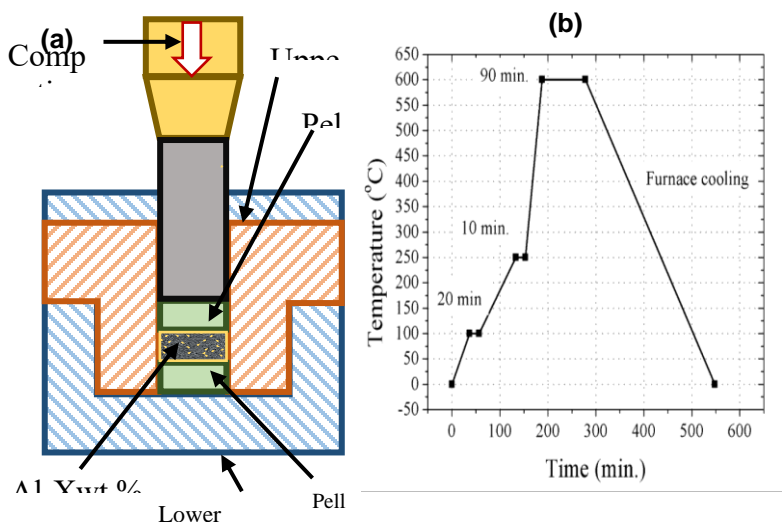 (a)
Comp
Pel
Al
Lower
Pell
(b)
Temperature (°C)
650
600
550
500
450
400
350
300
250
200
150
100
50
0
-50
90 min.
10 min.
20 min
Furnace cooling
0 100 200 300 400 500 600
Time (min.)